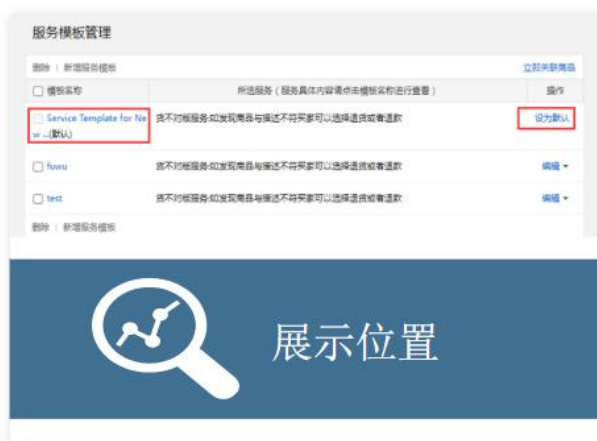 服务模板管理
删除 | 新增服务模板 立即关联商品
模板名称 所选服务（服务具体内容请点击模板名称进行查看） 操作
Service Template for Ne 货不对板服务:如发现商品与描述不符买家可以选择退货或者退款 设为默认
w ...(默认)
fuwu 货不对板服务:如发现商品与描述不符买家可以选择退货或者退款 编辑
test 货不对板服务:如发现商品与描述不符买家可以选择退货或者退款 编辑
删除 | 新增服务模板
展示位置